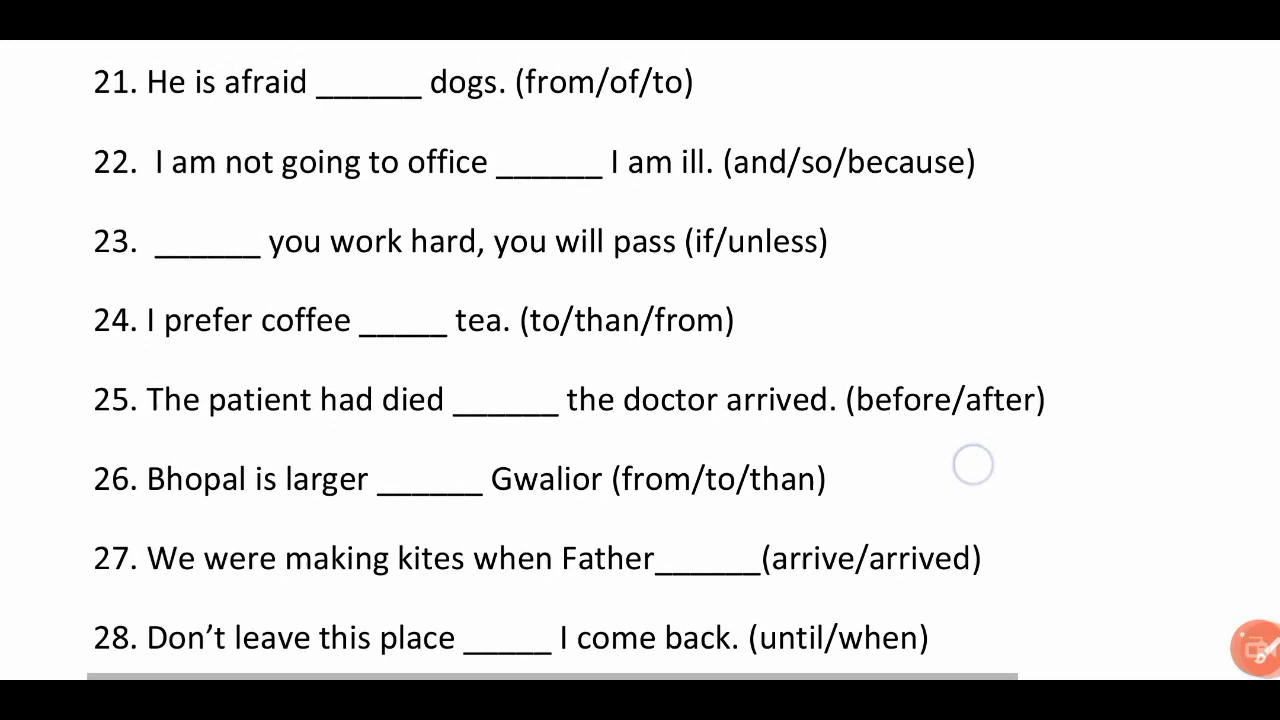 21. He is afraid ______ dogs. (from/of/to)
22. I am not going to office ______ I am ill. (and/so/because)
23. ______ you work hard, you will pass (if/unless)
24. I prefer coffee _____ tea. (to/than/from)
25. The patient had died ______ the doctor arrived. (before/after)
26. Bhopal is larger ______ Gwalior (from/to/than)
27. We were making kites when Father______(arrive/arrived)
28. Don’t leave this place _____ I come back. (until/when)